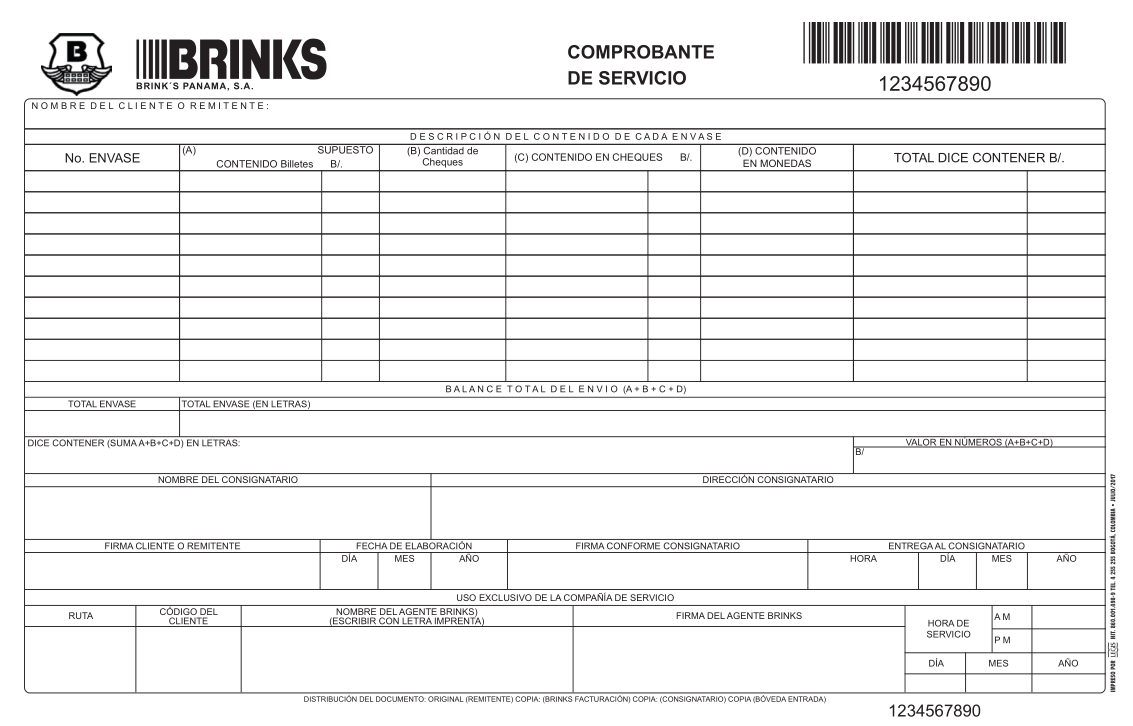 B
BRINKS
BRINK´S PANAMA, S.A.
COMPROBANTE
DE SERVICIO
1234567890
NOMBRE DEL CLIENTE O REMITENTE:
DESCRIPCIÓN DEL CONTENIDO DE CADA ENVASE
No. ENVASE
(A) SUPUESTO
CONTENIDO Billetes B/.
(B) Cantidad de
Cheques
(C) CONTENIDO EN CHEQUES B/.
(D) CONTENIDO
EN MONEDAS
TOTAL DICE CONTENER B/.
BALANCE TOTAL DEL ENVIO (A + B + C + D)
TOTAL ENVASE
TOTAL ENVASE (EN LETRAS)
DICE CONTENER (SUMA A+B+C+D) EN LETRAS:
VALOR EN NÚMEROS (A+B+C+D)
B/
NOMBRE DEL CONSIGNATARIO
DIRECCIÓN CONSIGNATARIO
FIRMA CLIENTE O REMITENTE
FECHA DE ELABORACIÓN
DÍA MES AÑO
FIRMA CONFORME CONSIGNATARIO
ENTREGA AL CONSIGNATARIO
HORA DÍA MES AÑO
USO EXCLUSIVO DE LA COMPAÑÍA DE SERVICIO
RUTA
CÓDIGO DEL
CLIENTE
NOMBRE DEL AGENTE BRINKS)
(ESCRIBIR CON LETRA IMPRENTA)
FIRMA DEL AGENTE BRINKS
HORA DE
SERVICIO
A M
P M
DÍA MES AÑO
DISTRIBUCIÓN DEL DOCUMENTO: ORIGINAL (REMITENTE) COPIA: (BRINKS FACTURACIÓN) COPIA: (CONSIGNATARIO) COPIA (BÓVEDA ENTRADA)
1234567890
IMPRESO POR LEGIS NIT. 860.001.498-9 TEL. 4 255 255 BOGOTÁ, COLOMBIA • JULIO/2017